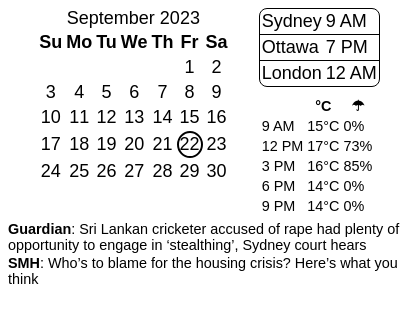 September 2023
Su Mo Tu We Th Fr Sa
1 2
3 4 5 6 7 8 9
10 11 12 13 14 15 16
17 18 19 20 21 22 23
24 25 26 27 28 29 30
Sydney 9 AM
Ottawa 7 PM
London 12 AM
°C ☂
9 AM 15°C 0%
12 PM 17°C 73%
3 PM 16°C 85%
6 PM 14°C 0%
9 PM 14°C 0%
Guardian: Sri Lankan cricketer accused of rape had plenty of
opportunity to engage in ‘stealthing’, Sydney court hears
SMH: Who’s to blame for the housing crisis? Here’s what you
think